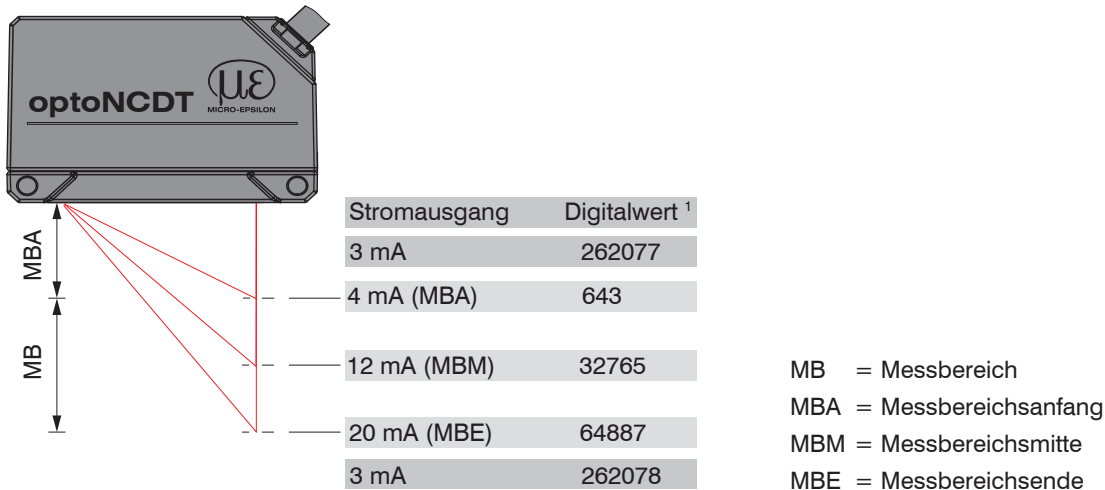 optoNCDT
με
MICRO-EPSILON
MBA
MB
Stromausgang Digitalwert 1
3 mA 262077
4 mA (MBA) 643
12 mA (MBM) 32765
20 mA (MBE) 64887
3 mA 262078
MB = Messbereich
MBA = Messbereichsanfang
MBM = Messbereichsmitte
MBE = Messbereichsende